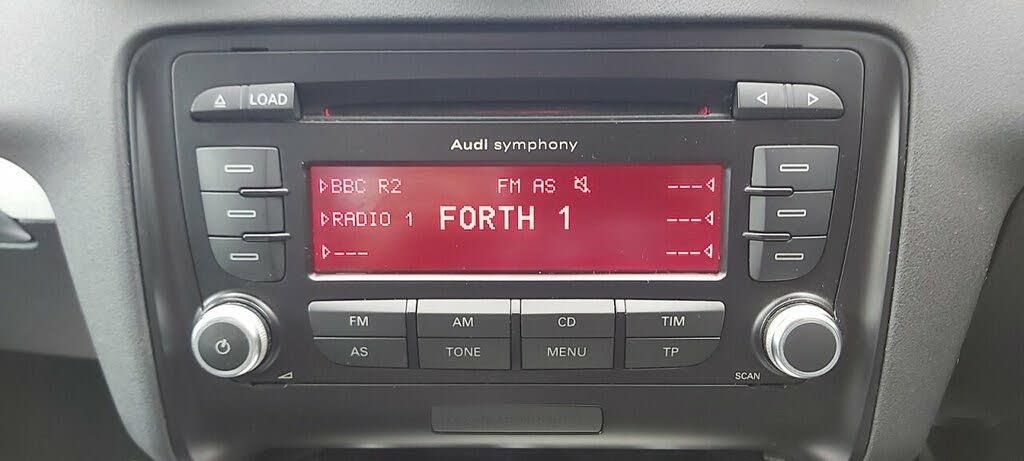 LOAD
Audi symphony
BBC R2 FM AS ---
RADIO 1 FORTH 1 ---
--- ---
FM AM CD TIM
AS TONE MENU TP
SCAN